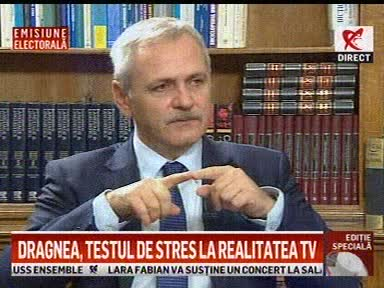 EMISIUNE
ELECTORALĂ
DIRECT
DRAGNEA, TESTUL DE STRES LA REALITATEA TV
EDIȚIE
SPECIALĂ
USS ENSEMBLE LARA FABIAN VA SUSȚINE UN CONCERT LA SAL